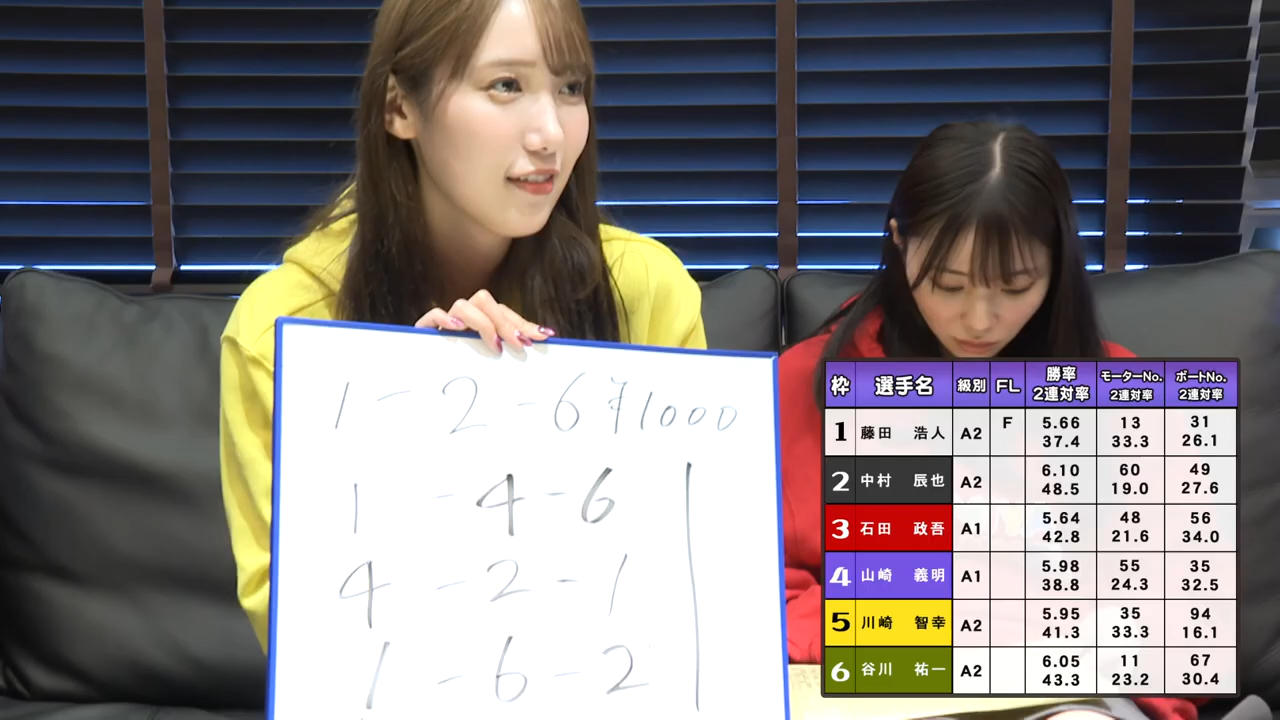 1-2-6 ¥1000
1-4-6
4-2-1
1-6-2
枠 選手名 級別 FL 勝率 2連対率 モーターNo. 2連対率 ボートNo. 2連対率
1 藤田 浩人 A2 F 5.66 37.4 13 33.3 31 26.1
2 中村 辰也 A2 6.10 48.5 60 19.0 49 27.6
3 石田 政吾 A1 5.64 42.8 48 21.6 56 34.0
4 山崎 義明 A1 5.98 38.8 55 24.3 35 32.5
5 川崎 智幸 A2 5.95 41.3 35 33.3 94 16.1
6 谷川 祐一 A2 6.05 43.3 11 23.2 67 30.4